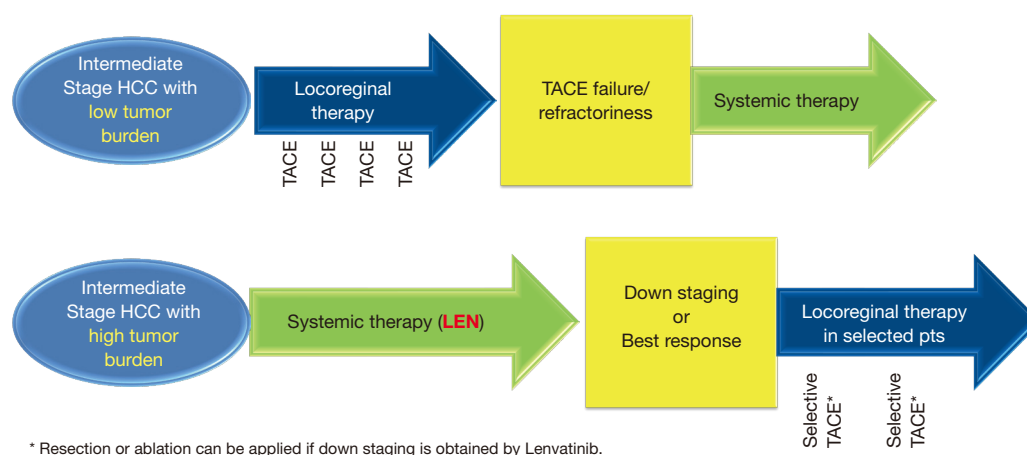 Intermediate
Stage HCC with
low tumor
burden
Locoreginal
therapy
TACE
TACE
TACE
TACE
TACE failure/
refractoriness
Systemic therapy
Intermediate
Stage HCC with
high tumor
burden
Systemic therapy (LEN)
Down staging
or
Best response
Locoreginal therapy
in selected pts
Selective
TACE*
Selective
TACE*
* Resection or ablation can be applied if down staging is obtained by Lenvatinib.